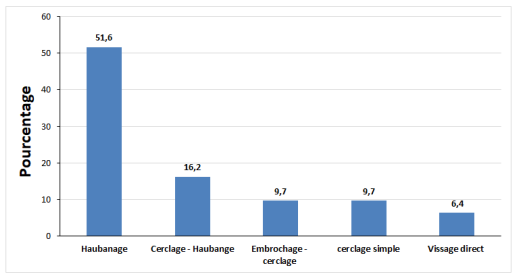 Pourcentage
60
50
40
30
20
10
0
51,6
16,2
9,7
9,7
6,4
Haubanage
Cerclage - Haubange
Embrochage -
cerclage
cerclage simple
Vissage direct